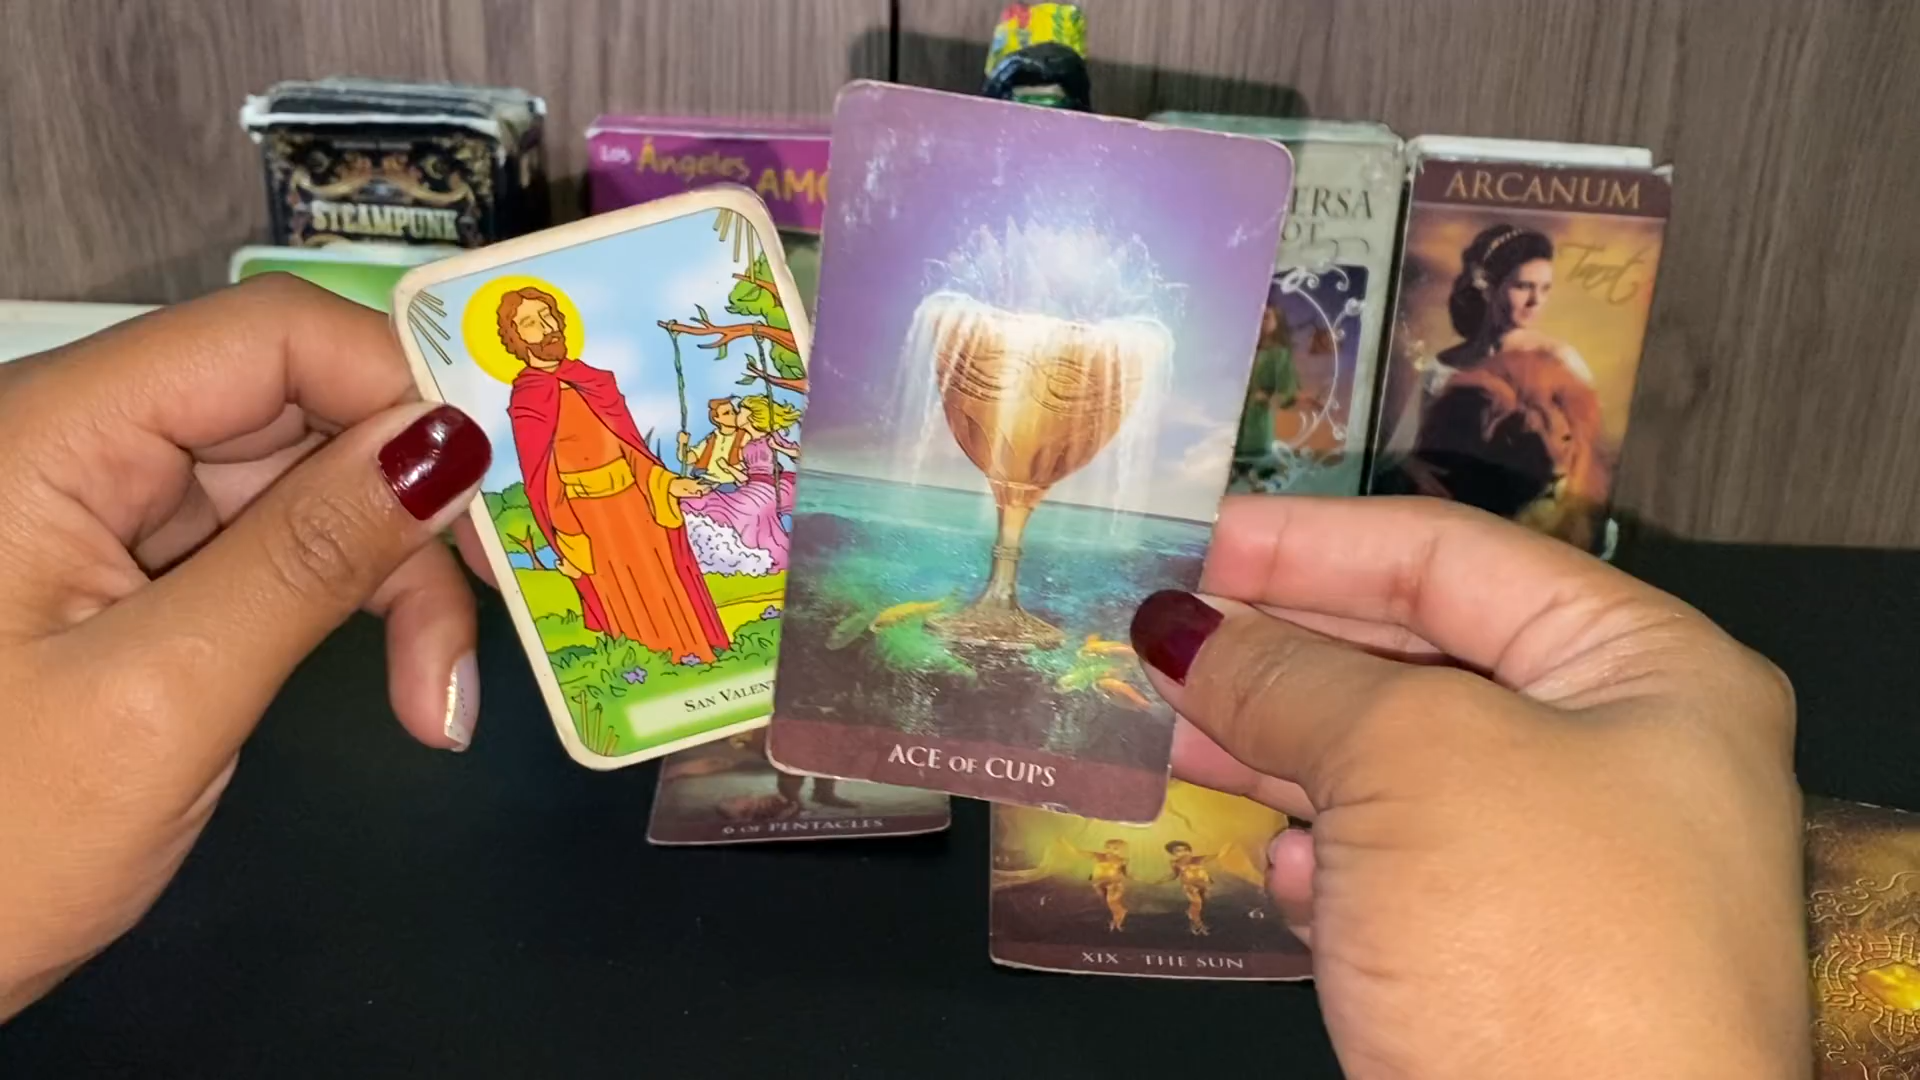 STEAMPUNK
Los Ángeles
AMO
ERSA
OT
ARCANUM
Tarot
SAN VALENT
ACE OF CUPS
6 OF PENTACLES
6
XIX - THE SUN